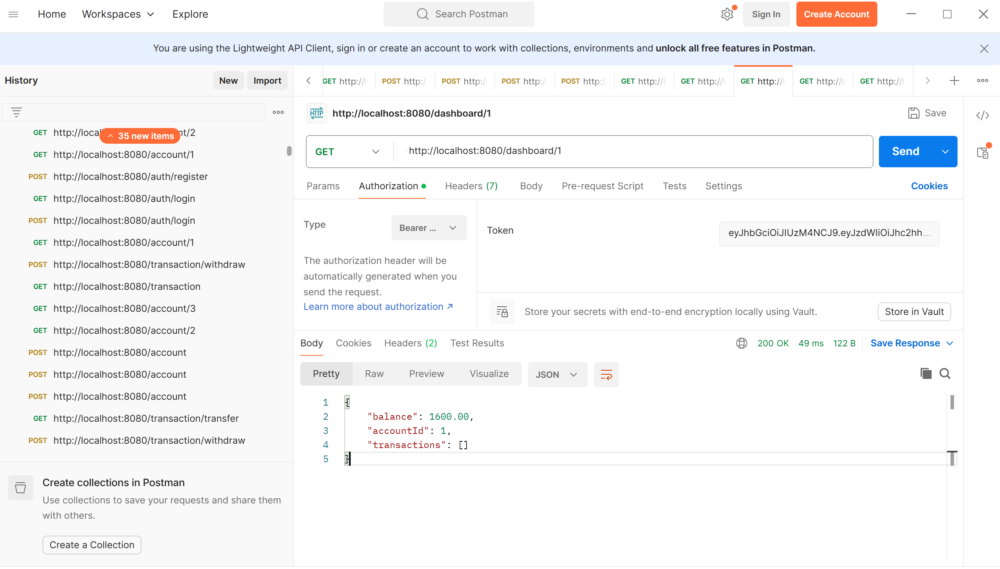 Home Workspaces Explore Search Postman Sign In Create Account
You are using the Lightweight API Client, sign in or create an account to work with collections, environments and unlock all free features in Postman.
History New Import
GET http://l POST http:/ POST http:/ POST http:/ POST http:/ GET http://l GET http://l GET http://l GET http://l GET http://l
GET http://loca nt/2
35 new items
GET http://localhost:8080/account/1
POST http://localhost:8080/auth/register
GET http://localhost:8080/auth/login
POST http://localhost:8080/auth/login
GET http://localhost:8080/account/1
POST http://localhost:8080/transaction/withdraw
GET http://localhost:8080/transaction
GET http://localhost:8080/account/3
GET http://localhost:8080/account/2
POST http://localhost:8080/account
POST http://localhost:8080/account
POST http://localhost:8080/account
GET http://localhost:8080/transaction/transfer
POST http://localhost:8080/transaction/withdraw
Create collections in Postman
Use collections to save your requests and share them
with others.
Create a Collection
HTTP http://localhost:8080/dashboard/1 Save
GET http://localhost:8080/dashboard/1 Send
Params Authorization Headers (7) Body Pre-request Script Tests Settings Cookies
Type Bearer ...
The authorization header will be
automatically generated when you
send the request.
Learn more about authorization
Token eyJhbGciOiJIUzM4NCJ9.eyJzdWIiOiJhc2hh...
Store your secrets with end-to-end encryption locally using Vault. Store in Vault
Body Cookies Headers (2) Test Results 200 OK 49 ms 122 B Save Response
Pretty Raw Preview Visualize JSON
1 {
2 "balance": 1600.00,
3 "accountId": 1,
4 "transactions": []
5 }